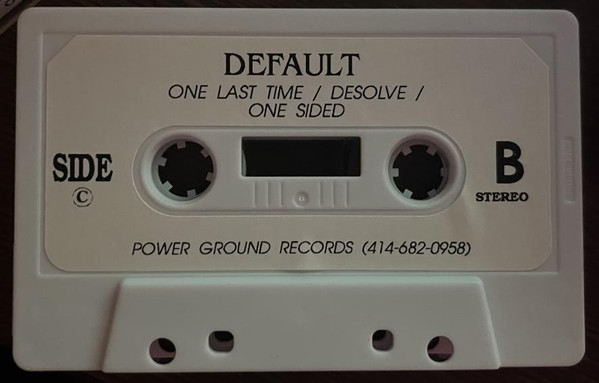 DEFAULT
ONE LAST TIME / DESOLVE /
ONE SIDED
SIDE B
© STEREO
POWER GROUND RECORDS (414-682-0958)